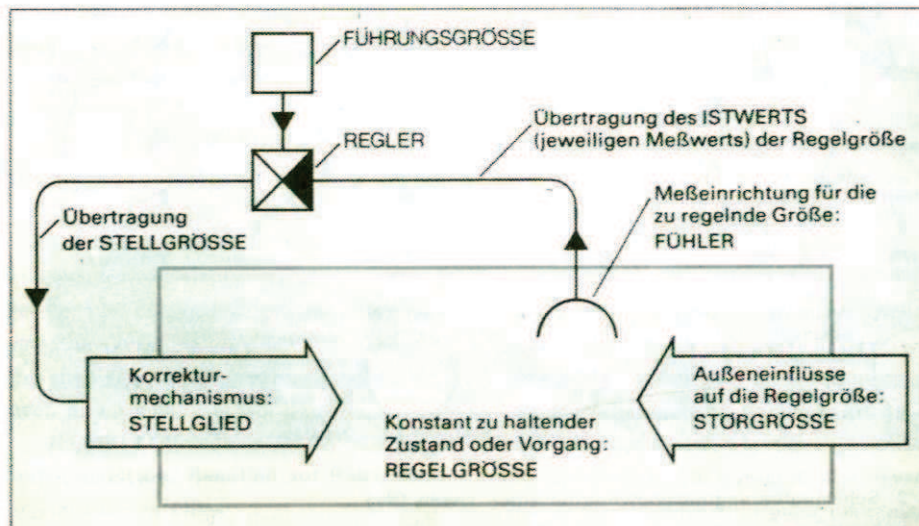 FÜHRUNGSGRÖSSE
REGLER
Übertragung des ISTWERTS
(jeweiligen Meßwerts) der Regelgröße
Meßeinrichtung für die
zu regelnde Größe:
FÜHLER
Übertragung
der STELLGRÖSSE
Korrektur-
mechanismus:
STELLGLIED
Konstant zu haltender
Zustand oder Vorgang:
REGELGRÖSSE
Außeneinflüsse
auf die Regelgröße:
STÖRGRÖSSE